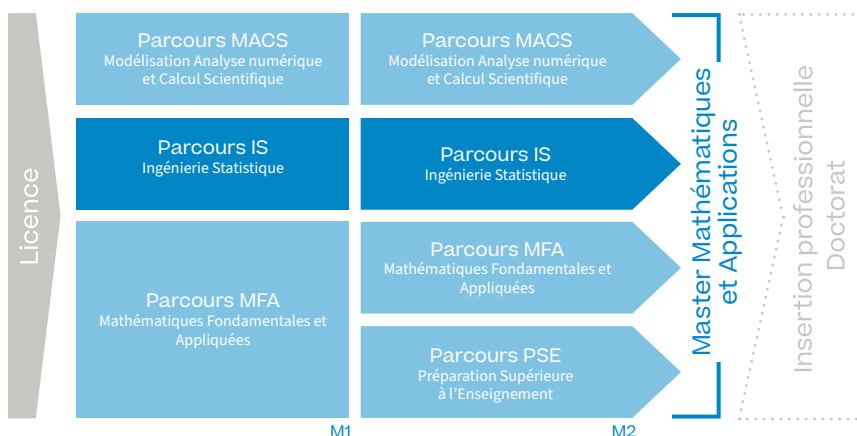 Licence
Parcours MACS
Modélisation Analyse numérique
et Calcul Scientifique
Parcours IS
Ingénierie Statistique
Parcours MFA
Mathématiques Fondamentales et
Appliquées
M1
Parcours MACS
Modélisation Analyse numérique
et Calcul Scientifique
Parcours IS
Ingénierie Statistique
Parcours MFA
Mathématiques Fondamentales et
Appliquées
Parcours PSE
Préparation Supérieure
à l'Enseignement
M2
Master Mathématiques
et Applications
Insertion professionnelle
Doctorat